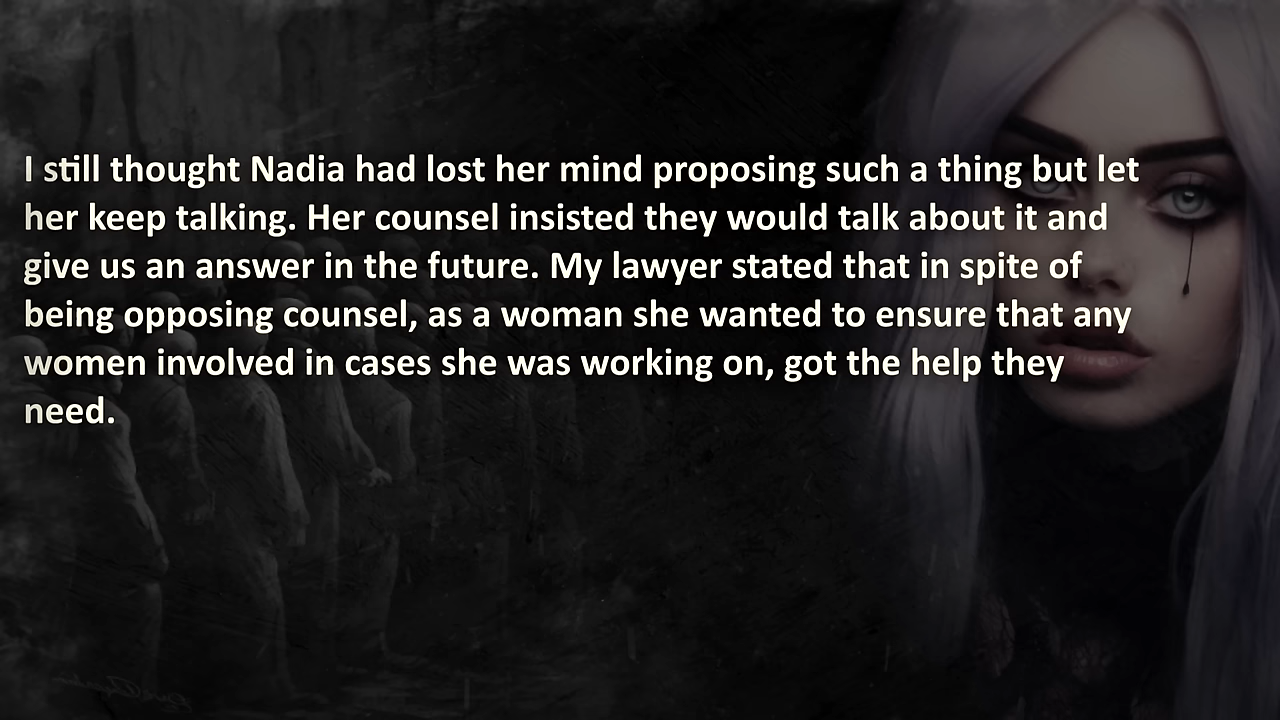 I still thought Nadia had lost her mind proposing such a thing but let
her keep talking. Her counsel insisted they would talk about it and
give us an answer in the future. My lawyer stated that in spite of
being opposing counsel, as a woman she wanted to ensure that any
women involved in cases she was working on, got the help they
need.